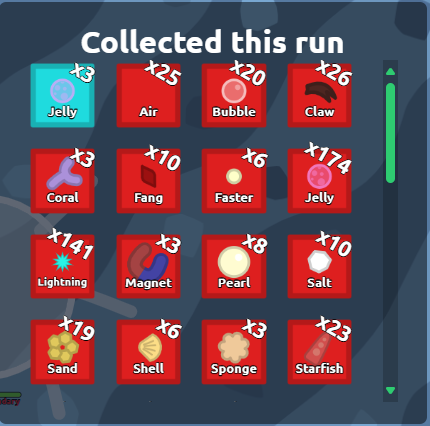 Collected this run
x3 x25 x20 x26
Jelly Air Bubble Claw
x3 x10 x6 x174
Coral Fang Faster Jelly
x141 x3 x8 x10
Lightning Magnet Pearl Salt
x19 x6 x3 x23
Sand Shell Sponge Starfish